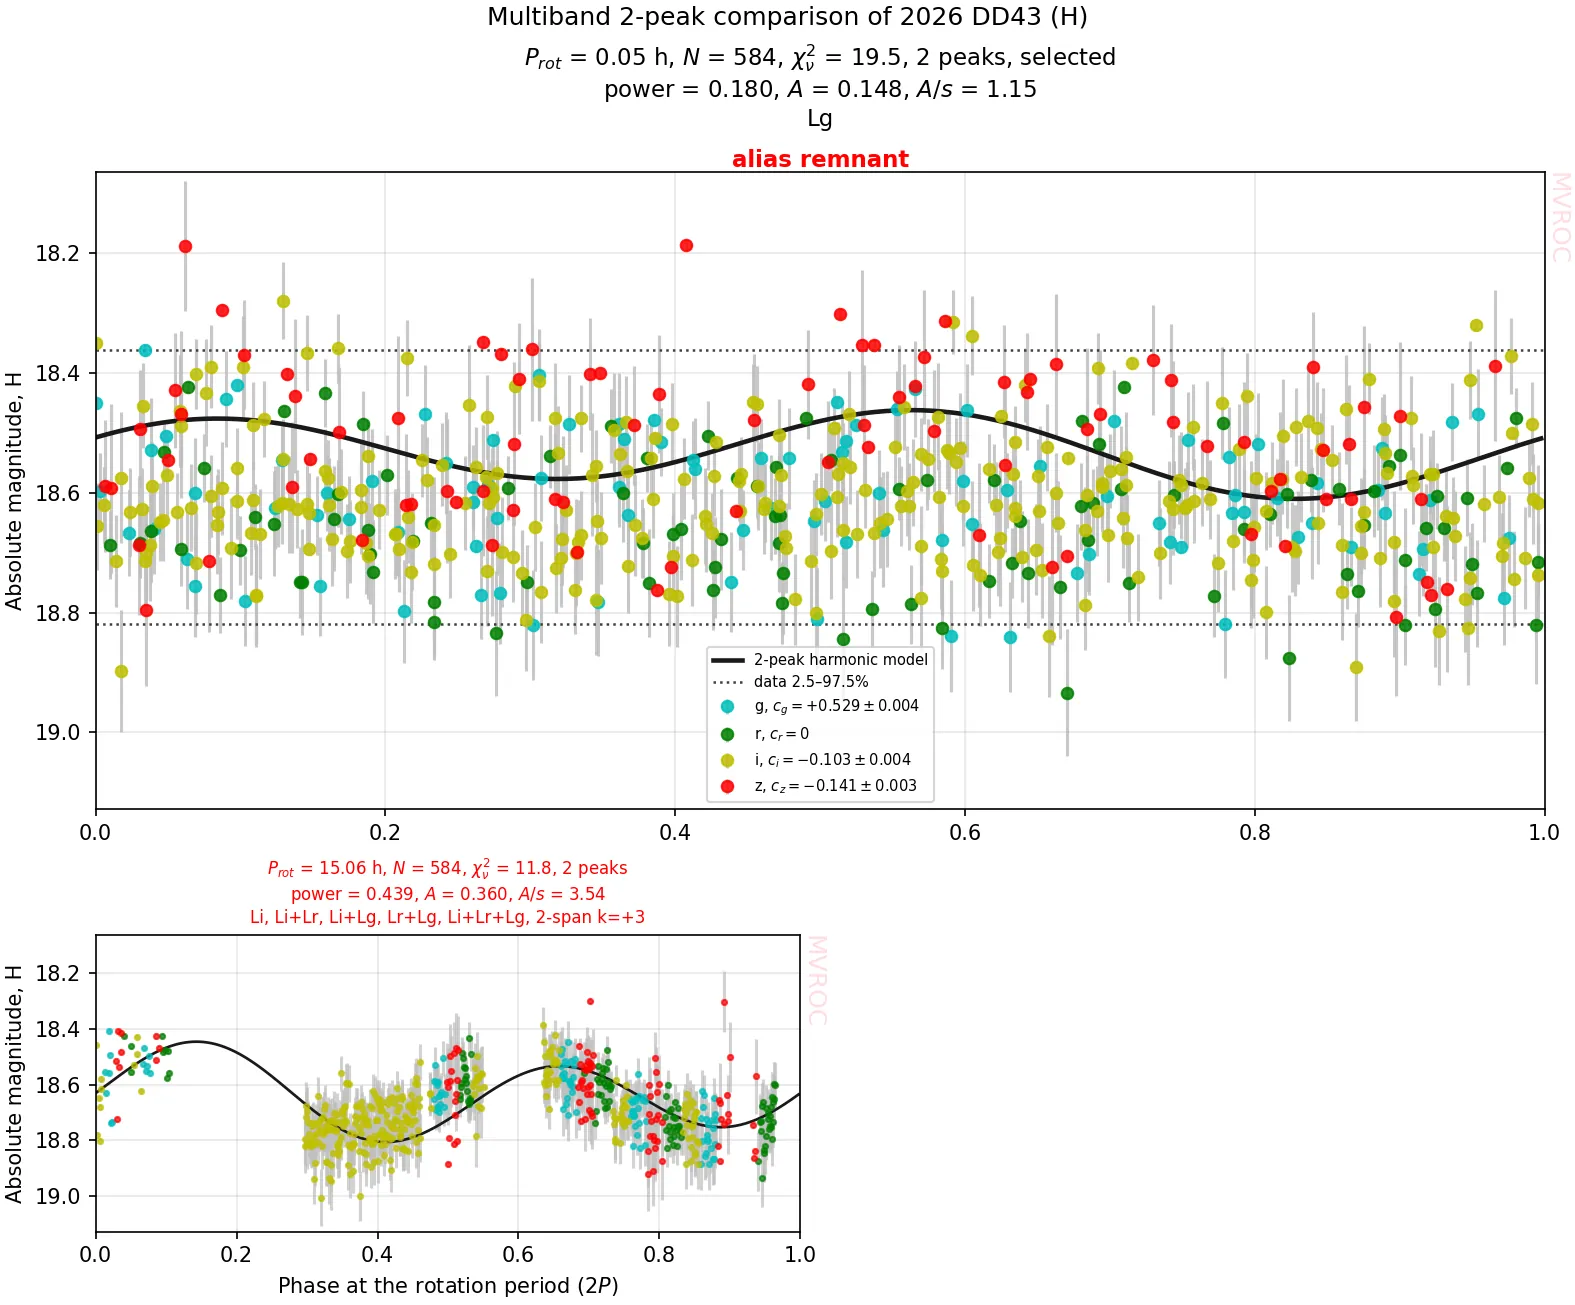 Multiband 2-peak comparison of 2026 DD43 (H)
P_rot = 0.05 h, N = 584, χ²_ν = 19.5, 2 peaks, selected
power = 0.180, A = 0.148, A/s = 1.15
Lg
alias remnant
MVROC
Absolute magnitude, H
18.2
18.4
18.6
18.8
19.0
2-peak harmonic model
data 2.5–97.5%
g, c_g = +0.529 ± 0.004
r, c_r = 0
i, c_i = −0.103 ± 0.004
z, c_z = −0.141 ± 0.003
0.0 0.2 0.4 0.6 0.8 1.0
P_rot = 15.06 h, N = 584, χ²_ν = 11.8, 2 peaks
power = 0.439, A = 0.360, A/s = 3.54
Li, Li+Lr, Li+Lg, Lr+Lg, Li+Lr+Lg, 2-span k=+3
MVROC
Absolute magnitude, H
18.2
18.4
18.6
18.8
19.0
0.0 0.2 0.4 0.6 0.8 1.0
Phase at the rotation period (2P)